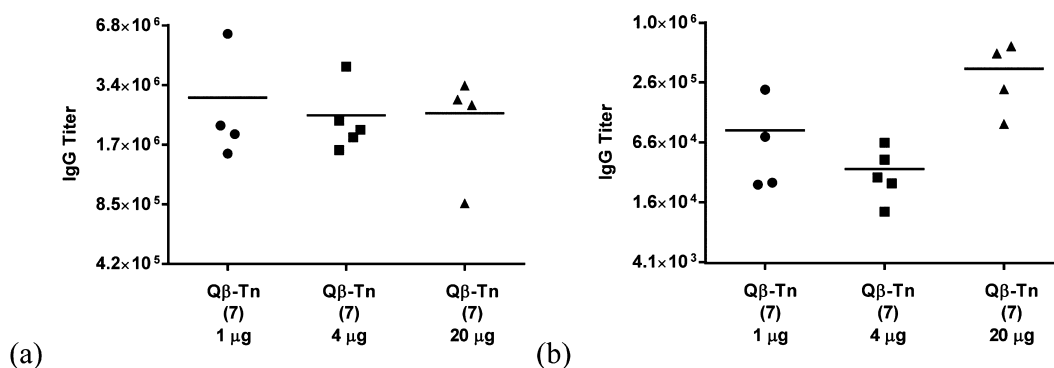 6.8×10⁶
3.4×10⁶
1.7×10⁶
8.5×10⁵
4.2×10⁵
IgG Titer
Qβ-Tn Qβ-Tn Qβ-Tn
(7) (7) (7)
1 μg 4 μg 20 μg
(a)
1.0×10⁶
2.6×10⁵
6.6×10⁴
1.6×10⁴
4.1×10³
IgG Titer
Qβ-Tn Qβ-Tn Qβ-Tn
(7) (7) (7)
1 μg 4 μg 20 μg
(b)